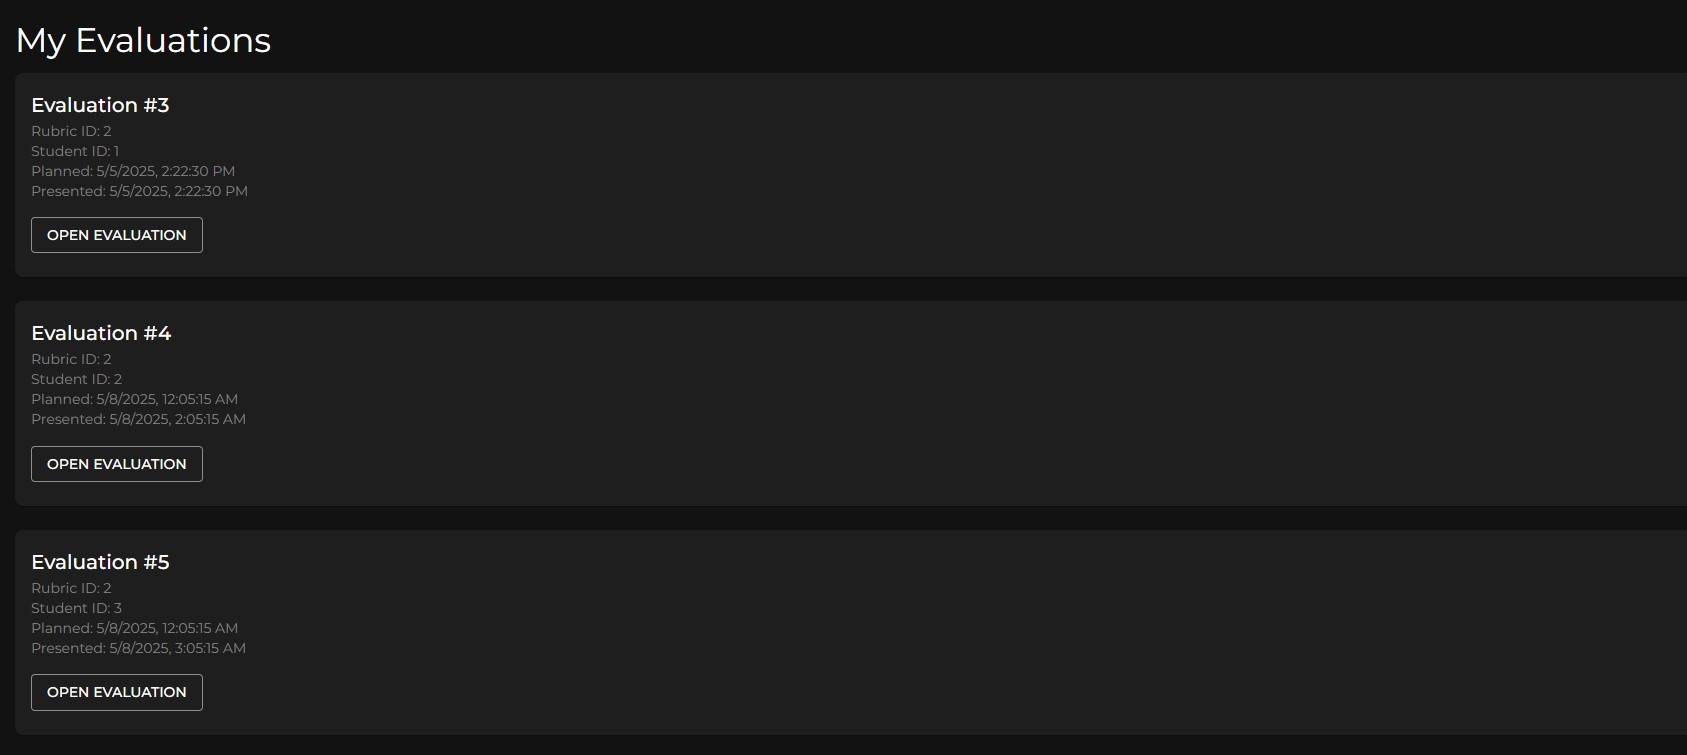 My Evaluations
Evaluation #3
Rubric ID: 2
Student ID: 1
Planned: 5/5/2025, 2:22:30 PM
Presented: 5/5/2025, 2:22:30 PM
OPEN EVALUATION
Evaluation #4
Rubric ID: 2
Student ID: 2
Planned: 5/8/2025, 12:05:15 AM
Presented: 5/8/2025, 2:05:15 AM
OPEN EVALUATION
Evaluation #5
Rubric ID: 2
Student ID: 3
Planned: 5/8/2025, 12:05:15 AM
Presented: 5/8/2025, 3:05:15 AM
OPEN EVALUATION